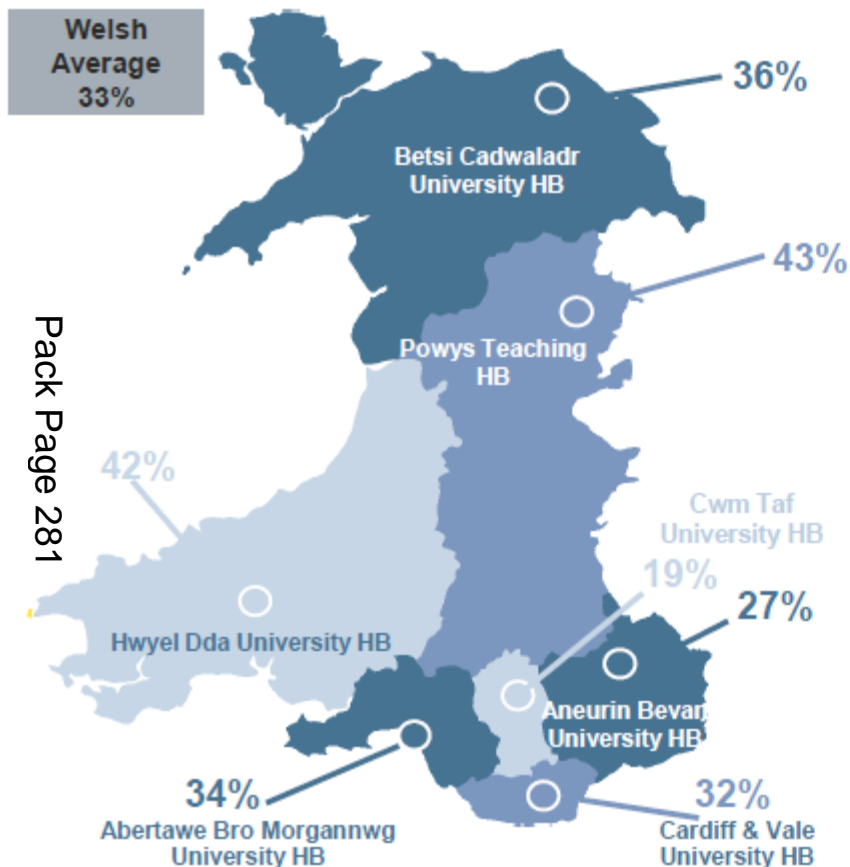 Welsh
Average
33%
36%
Betsi Cadwaladr
University HB
43%
Powys Teaching
HB
Pack Page 281
42%
Cwm Taf
University HB
19%
27%
Hwyel Dda University HB
Aneurin Bevan
University HB
34%
Abertawe Bro Morgannwg
University HB
32%
Cardiff & Vale
University HB